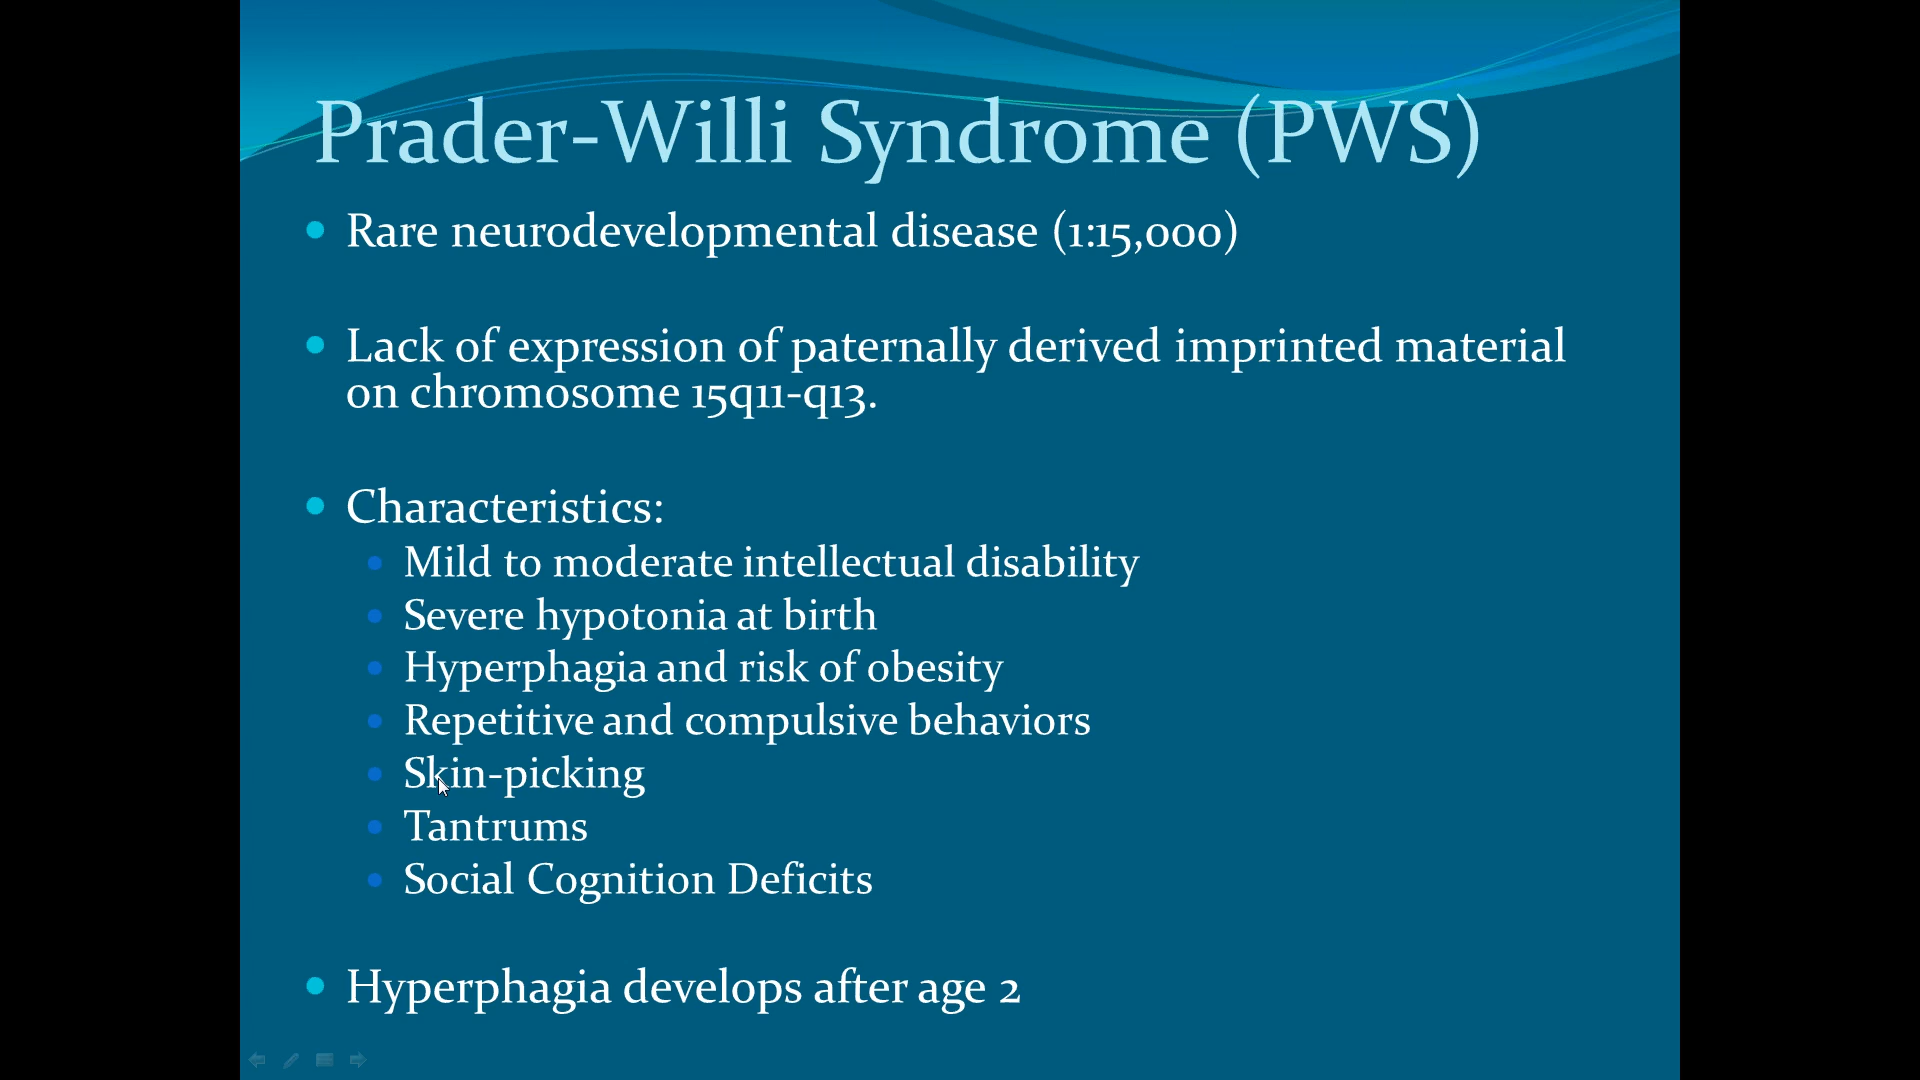 Prader-Willi Syndrome (PWS)
Rare neurodevelopmental disease (1:15,000)
Lack of expression of paternally derived imprinted material
on chromosome 15q11-q13.
Characteristics:
Mild to moderate intellectual disability
Severe hypotonia at birth
Hyperphagia and risk of obesity
Repetitive and compulsive behaviors
Skin-picking
Tantrums
Social Cognition Deficits
Hyperphagia develops after age 2